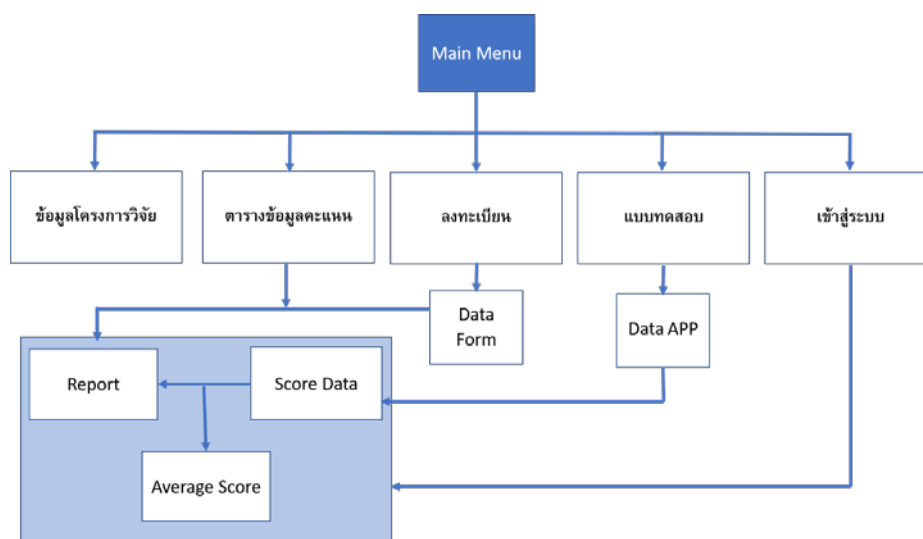 Main Menu
ข้อมูลโครงการวิจัย
ตารางข้อมูลคะแนน
ลงทะเบียน
แบบทดสอบ
เข้าสู่ระบบ
Data
Form
Data APP
Report
Score Data
Average Score